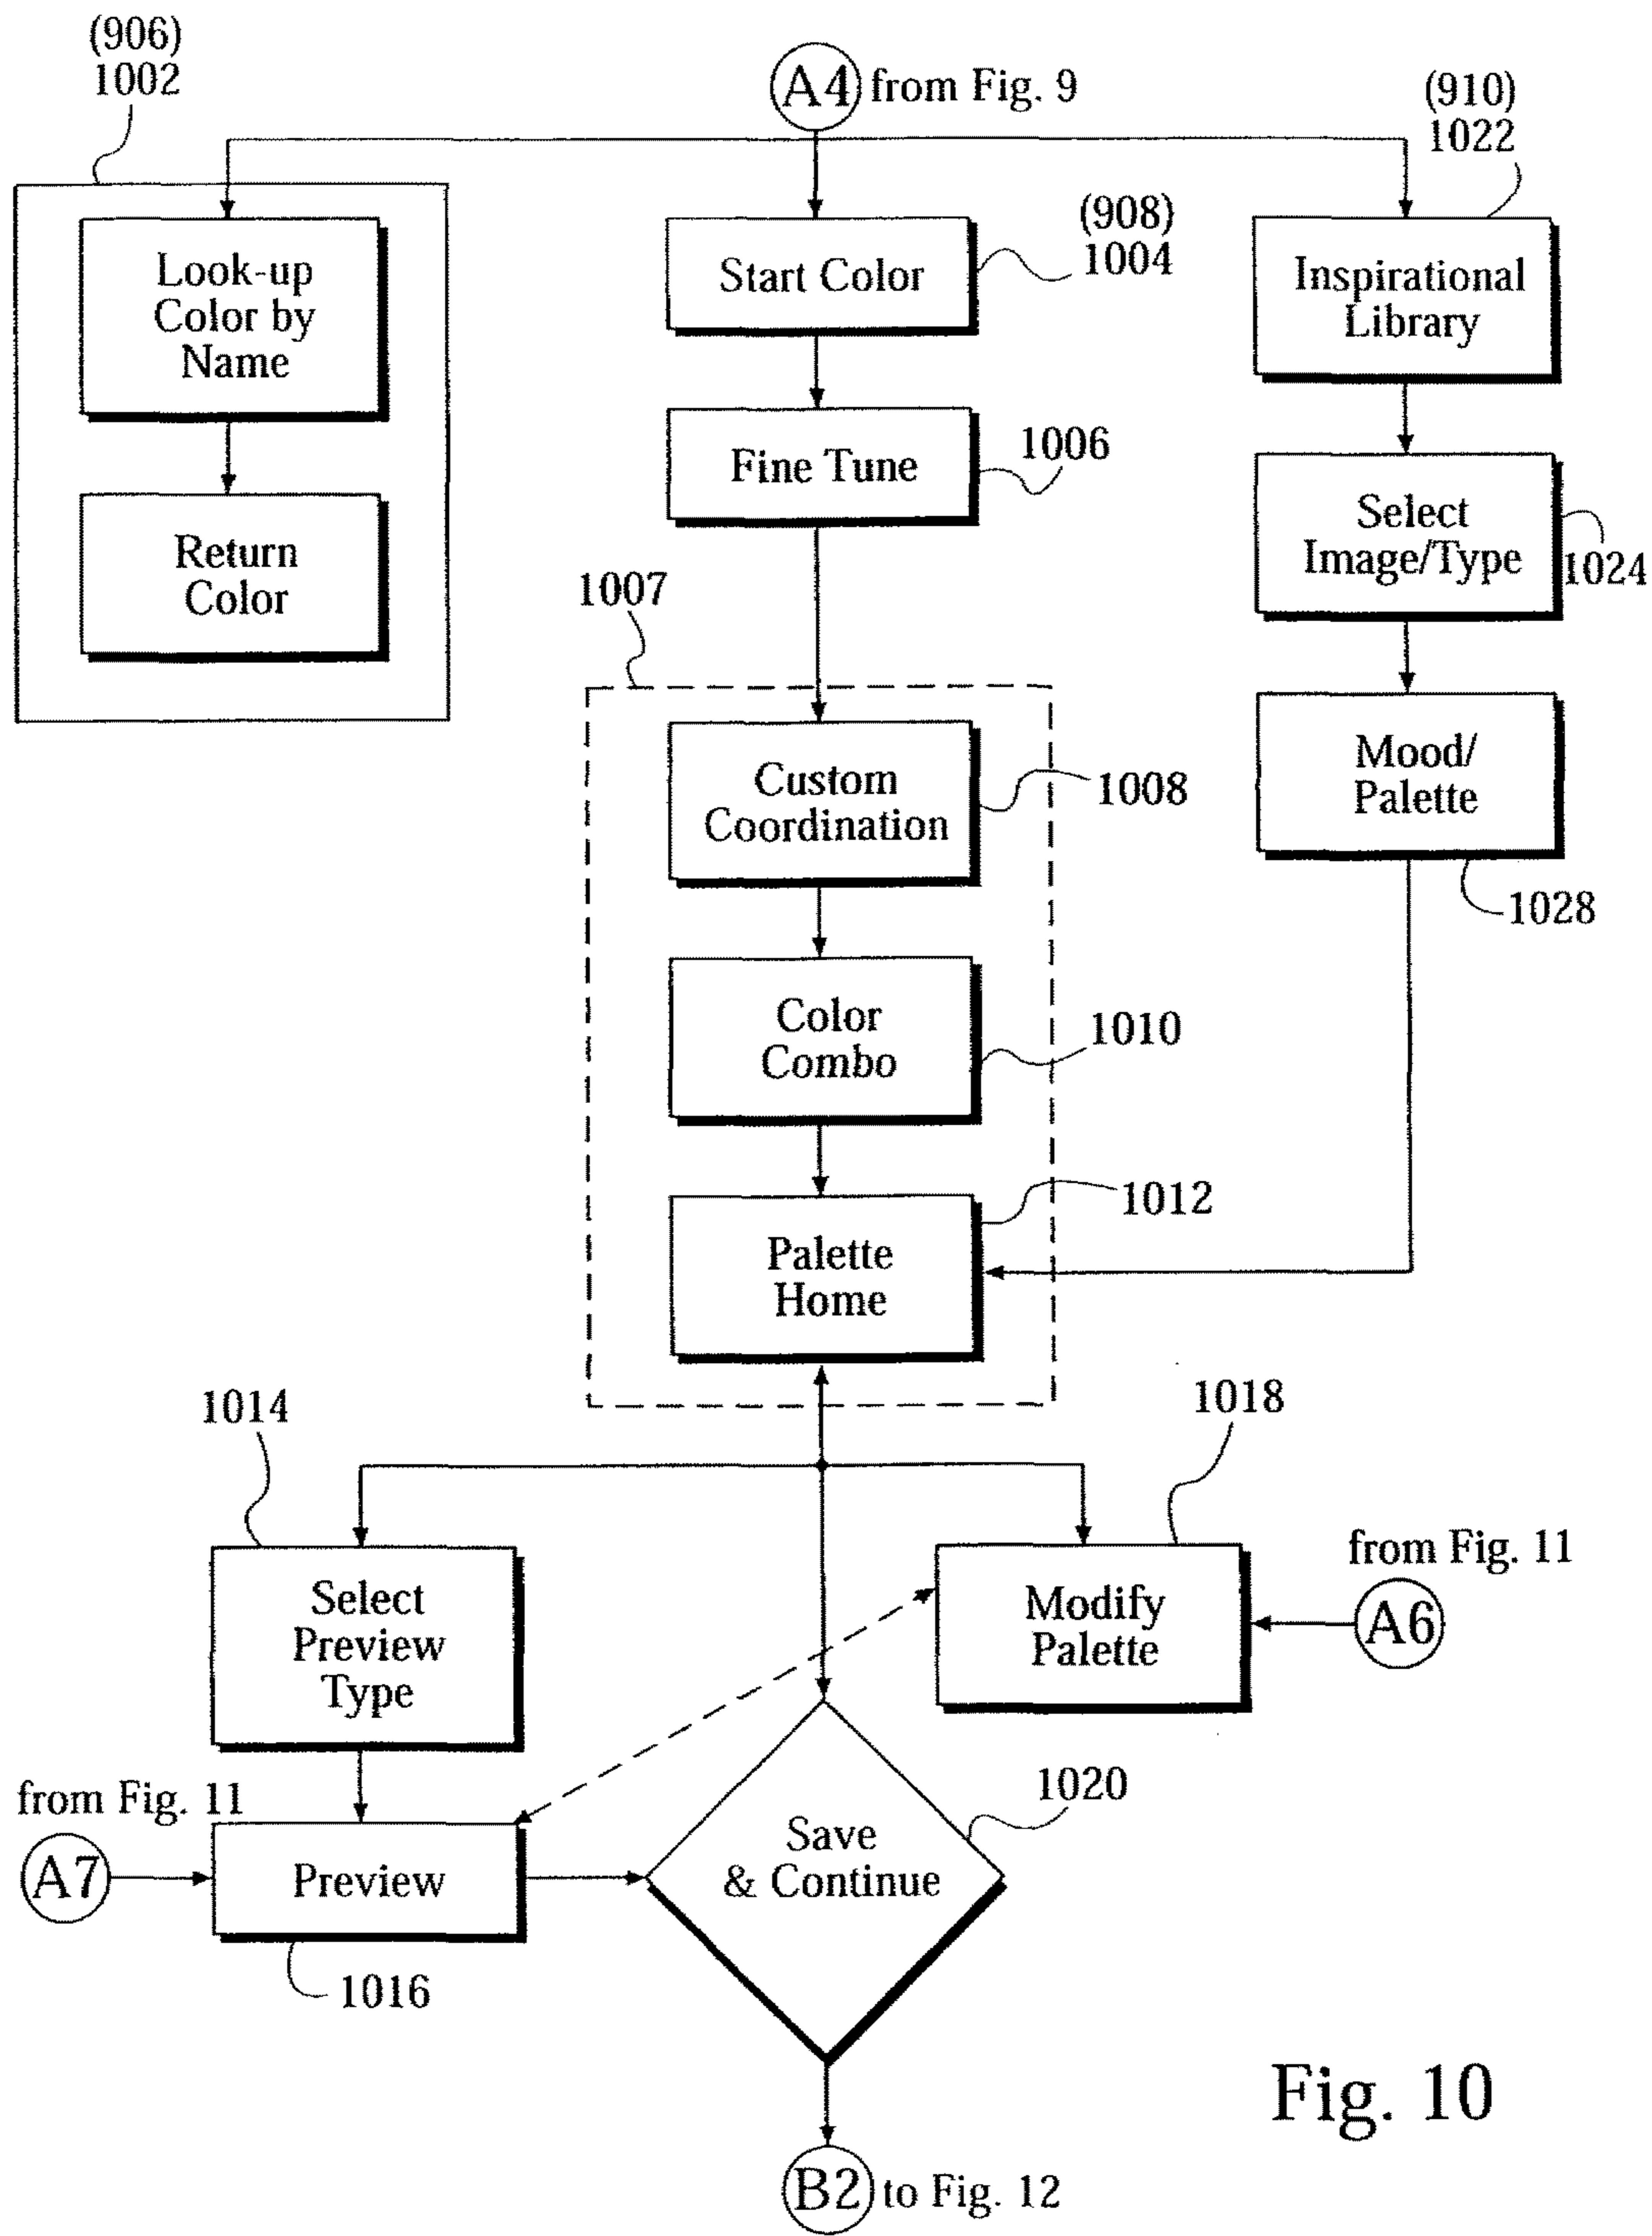 (906)
1002
A4 from Fig. 9
(910)
1022
Look-up
Color by
Name
Return
Color
Start Color
(908)
1004
Fine Tune
1006
Inspirational
Library
Select
Image/Type
1024
Mood/
Palette
1028
1007
Custom
Coordination
1008
Color
Combo
1010
Palette
Home
1012
1014
Select
Preview
Type
1018
Modify
Palette
from Fig. 11
A6
from Fig. 11
A7
Preview
1016
Save
& Continue
1020
B2 to Fig. 12
Fig. 10